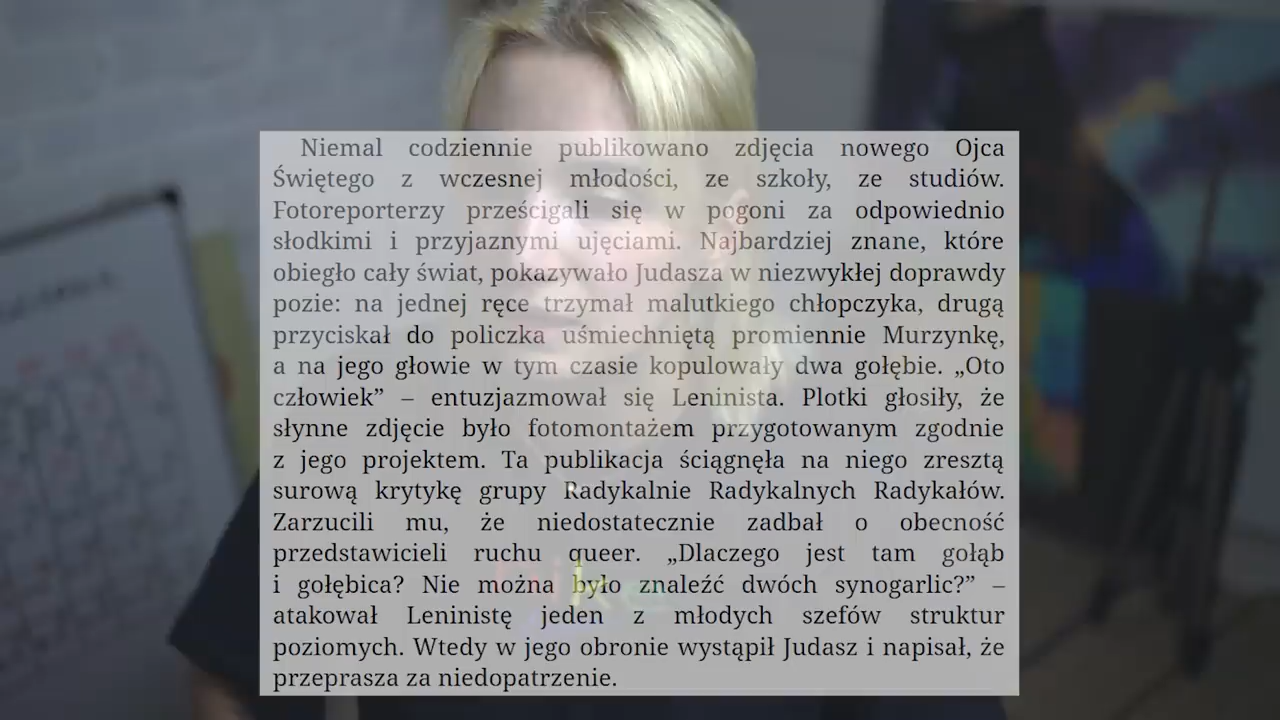 Niemal codziennie publikowano zdjęcia nowego Ojca
Świętego z wczesnej młodości, ze szkoły, ze studiów.
Fotoreporterzy prześcigali się w pogoni za odpowiednio
słodkimi i przyjaznymi ujęciami. Najbardziej znane, które
obiegło cały świat, pokazywało Judasza w niezwykłej doprawdy
pozie: na jednej ręce trzymał malutkiego chłopczyka, drugą
przyciskał do policzka uśmiechniętą promiennie Murzynkę,
a na jego głowie w tym czasie kopulowały dwa gołębie. „Oto
człowiek” – entuzjazmował się Leninista. Plotki głosiły, że
słynne zdjęcie było fotomontażem przygotowanym zgodnie
z jego projektem. Ta publikacja ściągnęła na niego zresztą
surową krytykę grupy Radykalnie Radykalnych Radykałów.
Zarzucili mu, że niedostatecznie zadbał o obecność
przedstawicieli ruchu queer. „Dlaczego jest tam gołąb
i gołębica? Nie można było znaleźć dwóch synogarlic?” –
atakował Leninistę jeden z młodych szefów struktur
poziomych. Wtedy w jego obronie wystąpił Judasz i napisał, że
przeprasza za niedopatrzenie.